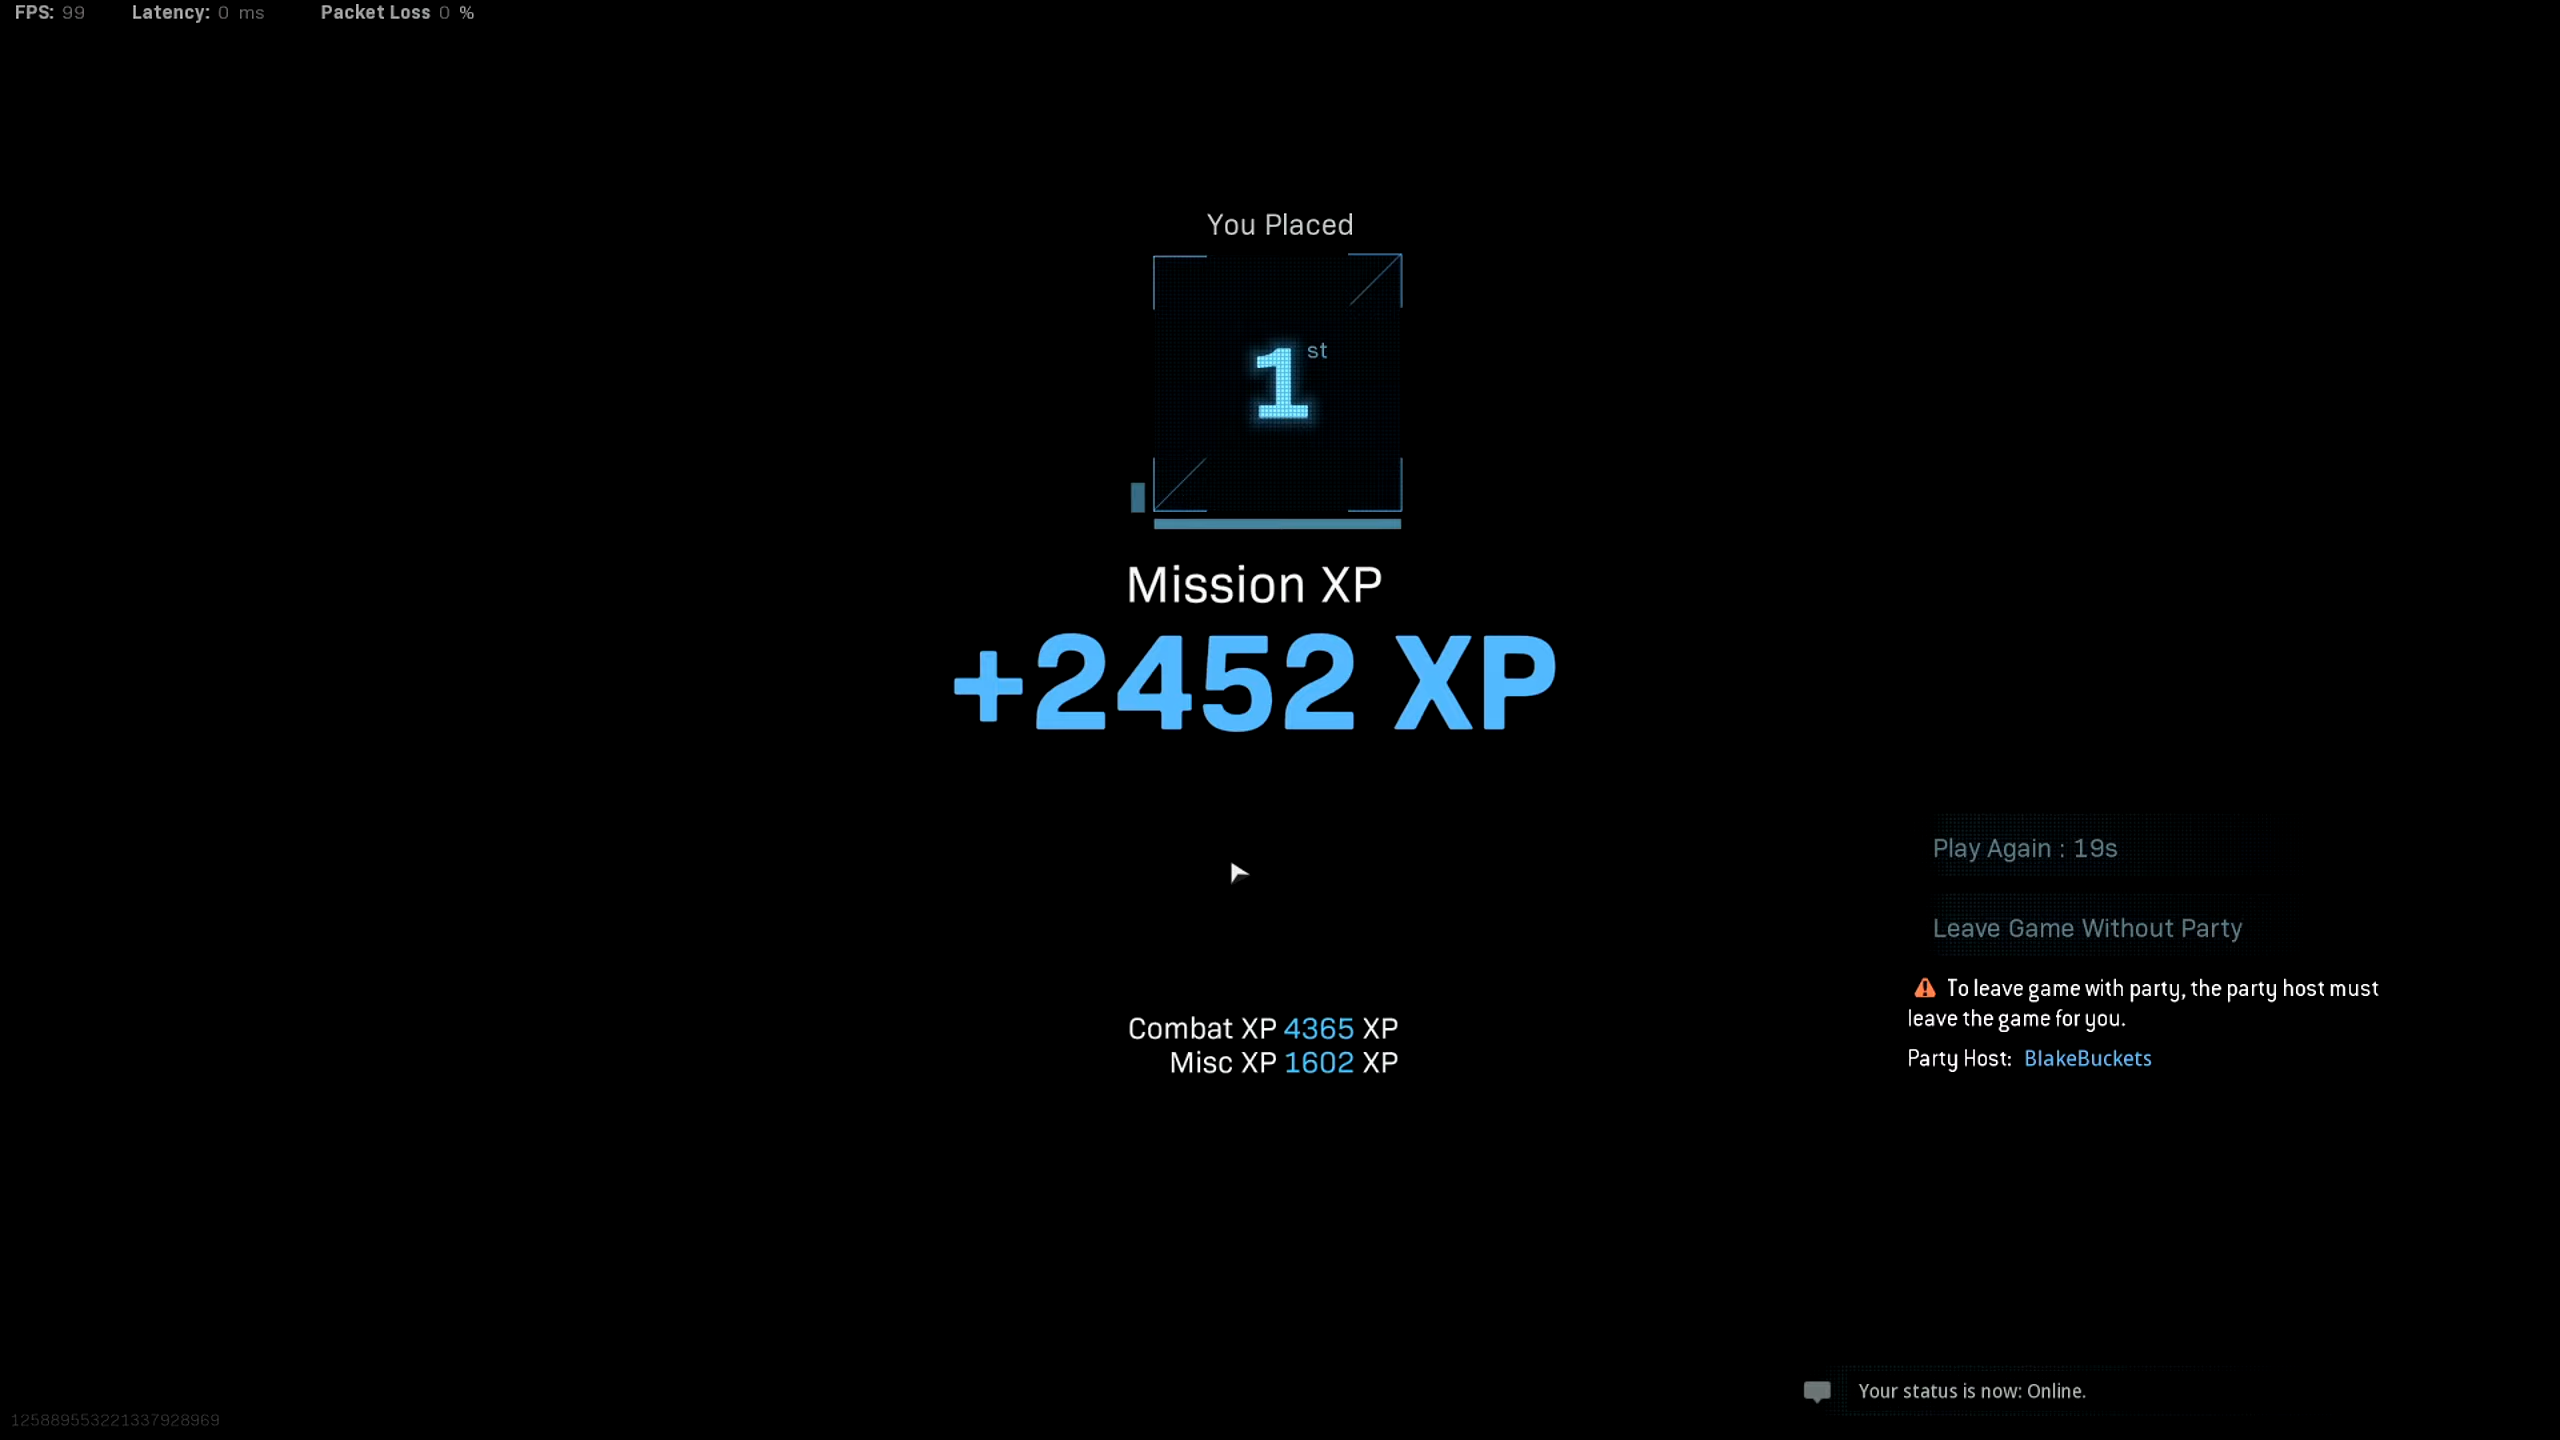 FPS: 99 Latency: 0 ms Packet Loss 0 %
You Placed
1st
Mission XP
+2452 XP
Play Again : 19s
Leave Game Without Party
To leave game with party, the party host must
leave the game for you.
Party Host: BlakeBuckets
Combat XP 4365 XP
Misc XP 1602 XP
Your status is now: Online.
125889553221337928969